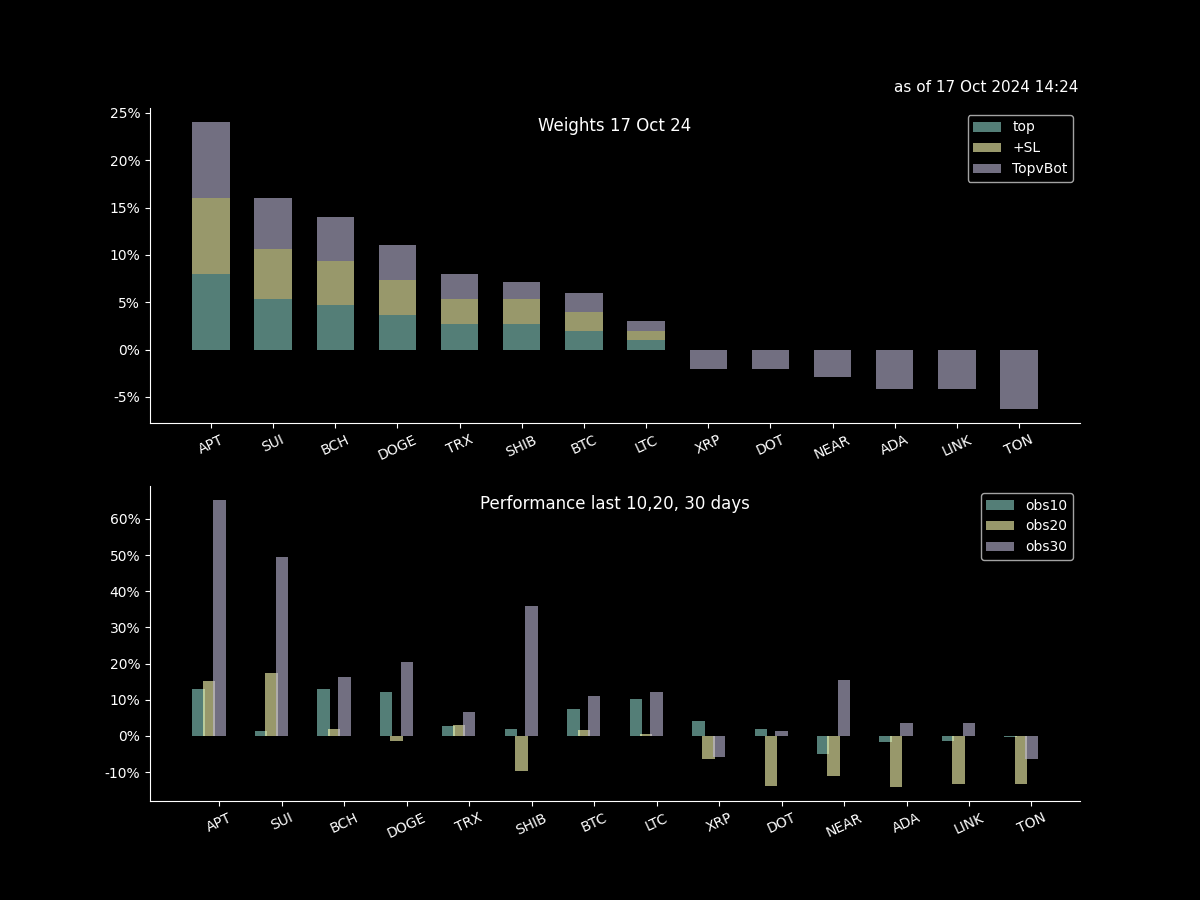 as of 17 Oct 2024 14:24
Weights 17 Oct 24
top
+SL
TopvBot
25%
20%
15%
10%
5%
0%
-5%
APT SUI BCH DOGE TRX SHIB BTC LTC XRP DOT NEAR ADA LINK TON
Performance last 10,20, 30 days
obs10
obs20
obs30
60%
50%
40%
30%
20%
10%
0%
-10%
APT SUI BCH DOGE TRX SHIB BTC LTC XRP DOT NEAR ADA LINK TON